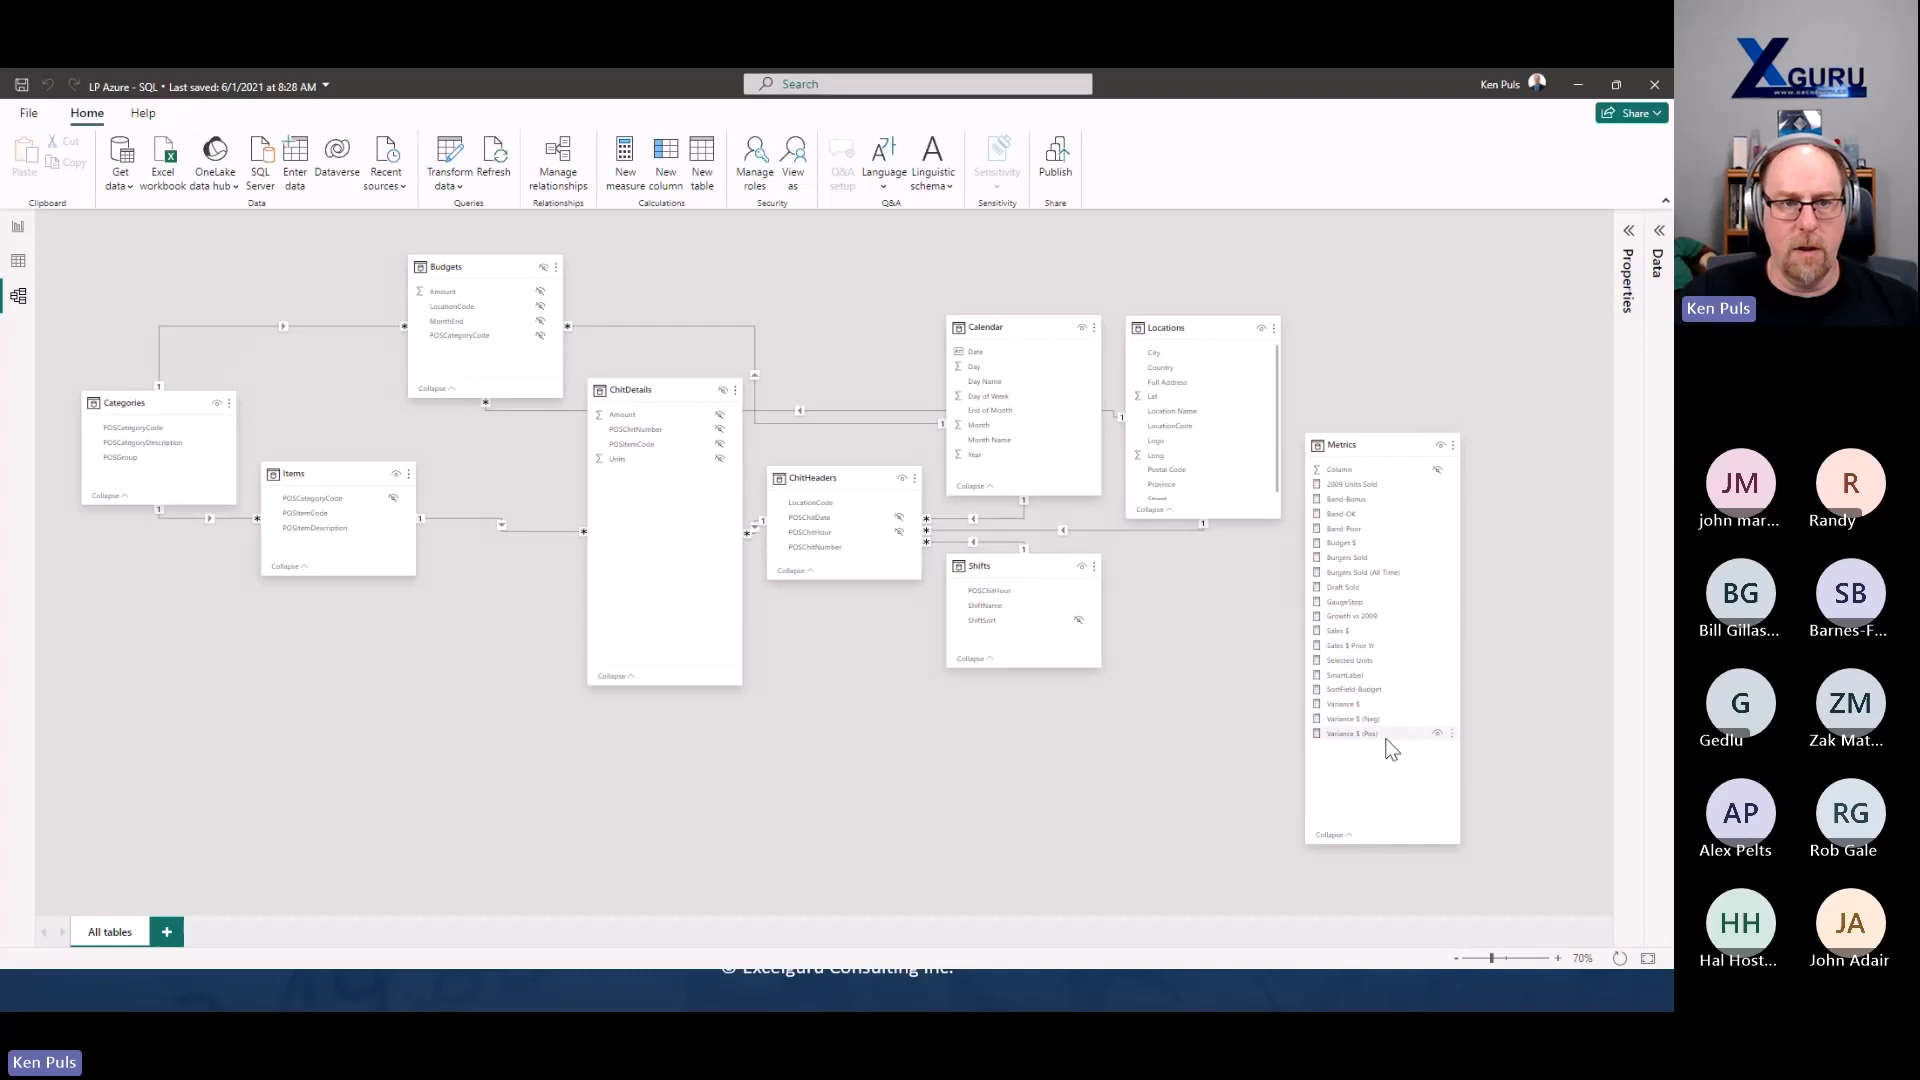 XGURU
LP Azure - SQL • Last saved: 6/1/2021 at 8:28 AM
Search
Ken Puls
File
Home
Help
Share
Paste
Cut
Copy
Get data
Excel workbook
OneLake data hub
SQL Server
Enter data
Dataverse
Recent sources
Transform data
Refresh
Manage relationships
New measure
New column
New table
Manage roles
View as
Q&A setup
Language
Linguistic schema
Sensitivity
Publish
Clipboard
Data
Queries
Relationships
Calculations
Security
Q&A
Sensitivity
Share
Properties
Data
Budgets
Amount
LocationCode
MonthEnd
POSCategoryCode
Collapse
Categories
POSCategoryCode
POSCategoryDescription
POSGroup
Collapse
Items
POSCategoryCode
POSItemCode
POSItemDescription
Collapse
ChitDetails
Amount
POSChitNumber
POSItemCode
Units
Collapse
ChitHeaders
LocationCode
POSChitDate
POSChitHour
POSChitNumber
Collapse
Calendar
Date
Day
Day Name
Day of Week
End of Month
Month
Month Name
Year
Collapse
Locations
City
Country
Full Address
Lat
Location Name
LocationCode
Logo
Long
Postal Code
Province
Street
Collapse
Shifts
POSChitHour
ShiftName
ShiftSort
Collapse
Metrics
Column
2009 Units Sold
Band-Bonus
Band-OK
Band-Poor
Budget $
Burgers Sold
Burgers Sold (All Time)
Draft Sold
GaugeStop
Growth vs 2009
Sales $
Sales $ Prior Yr
Selected Units
SmartLabel
SortField-Budget
Variance $
Variance $ (Neg)
Variance $ (Pos)
Collapse
All tables
70%
© Excelguru Consulting Inc.
Ken Puls
Ken Puls
JM
john mar...
R
Randy
BG
Bill Gillas...
SB
Barnes-F...
G
Gedlu
ZM
Zak Mat...
AP
Alex Pelts
RG
Rob Gale
HH
Hal Host...
JA
John Adair